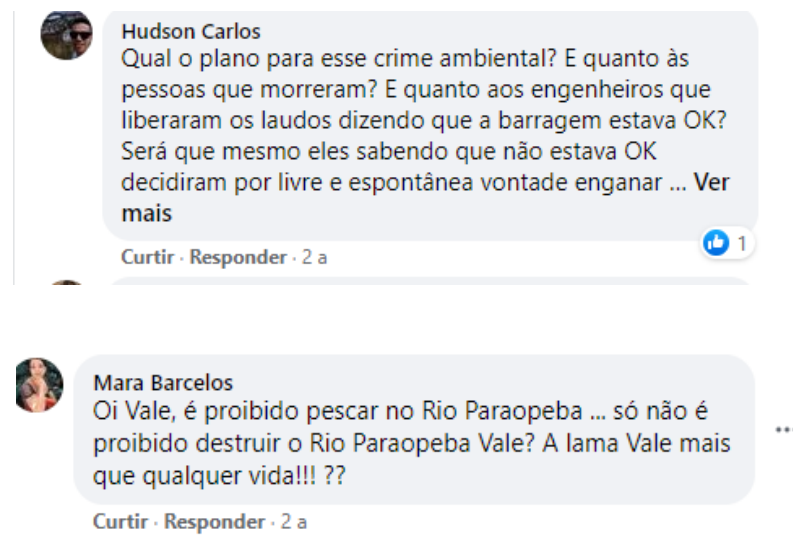 Hudson Carlos
Qual o plano para esse crime ambiental? E quanto às
pessoas que morreram? E quanto aos engenheiros que
liberaram os laudos dizendo que a barragem estava OK?
Será que mesmo eles sabendo que não estava OK
decidiram por livre e espontânea vontade enganar ... Ver
mais
1
Curtir · Responder · 2 a
Mara Barcelos
Oi Vale, é proibido pescar no Rio Paraopeba ... só não é
proibido destruir o Rio Paraopeba Vale? A lama Vale mais
que qualquer vida!!! ??
Curtir · Responder · 2 a